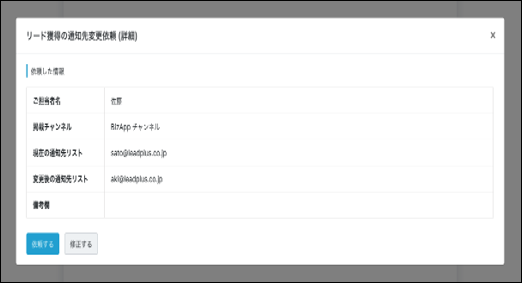 リード獲得の通知先変更依頼 (詳細)
x
依頼した情報
ご担当者名 佐原
掲載チャンネル BizApp チャンネル
現在の通知先リスト sato@leadplus.co.jp
変更後の通知先リスト aki@leadplus.co.jp
備考欄
依頼する 修正する